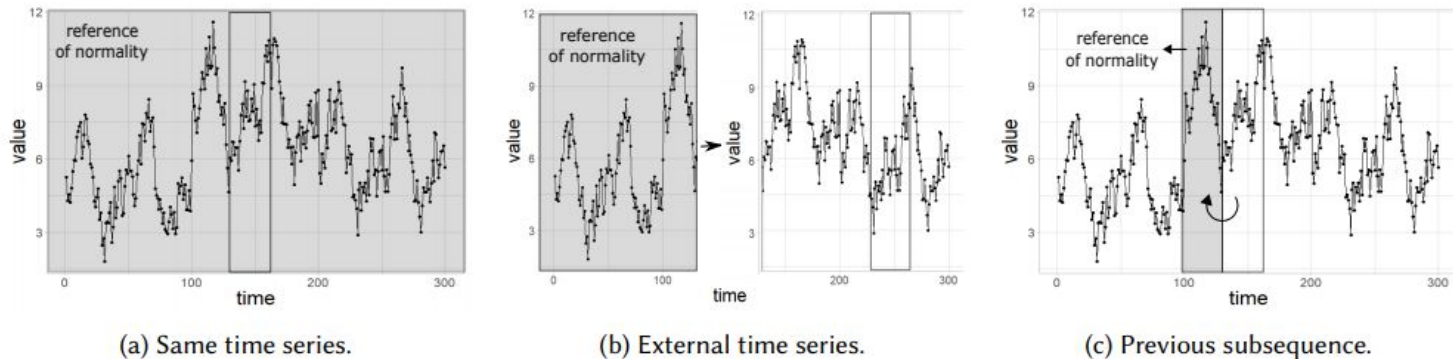 12
9
6
3
value
reference
of normality
0
100
200
300
time
(a) Same time series.
12
9
6
3
value
reference
of normality
0
100
12
9
6
3
value
200
300
time
(b) External time series.
12
9
6
3
value
reference
of normality
0
100
200
300
time
(c) Previous subsequence.